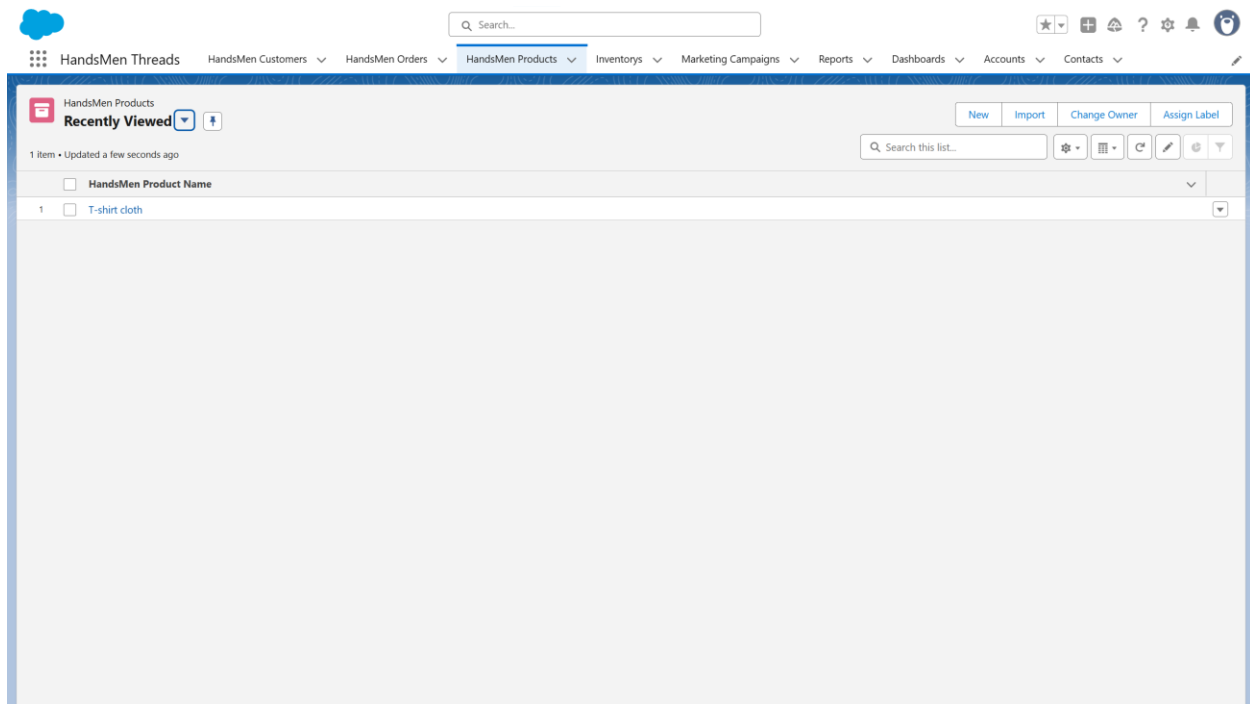 Search...
HandsMen Threads
HandsMen Customers
HandsMen Orders
HandsMen Products
Inventorys
Marketing Campaigns
Reports
Dashboards
Accounts
Contacts
HandsMen Products
Recently Viewed
New
Import
Change Owner
Assign Label
1 item • Updated a few seconds ago
Search this list...
HandsMen Product Name
1
T-shirt cloth